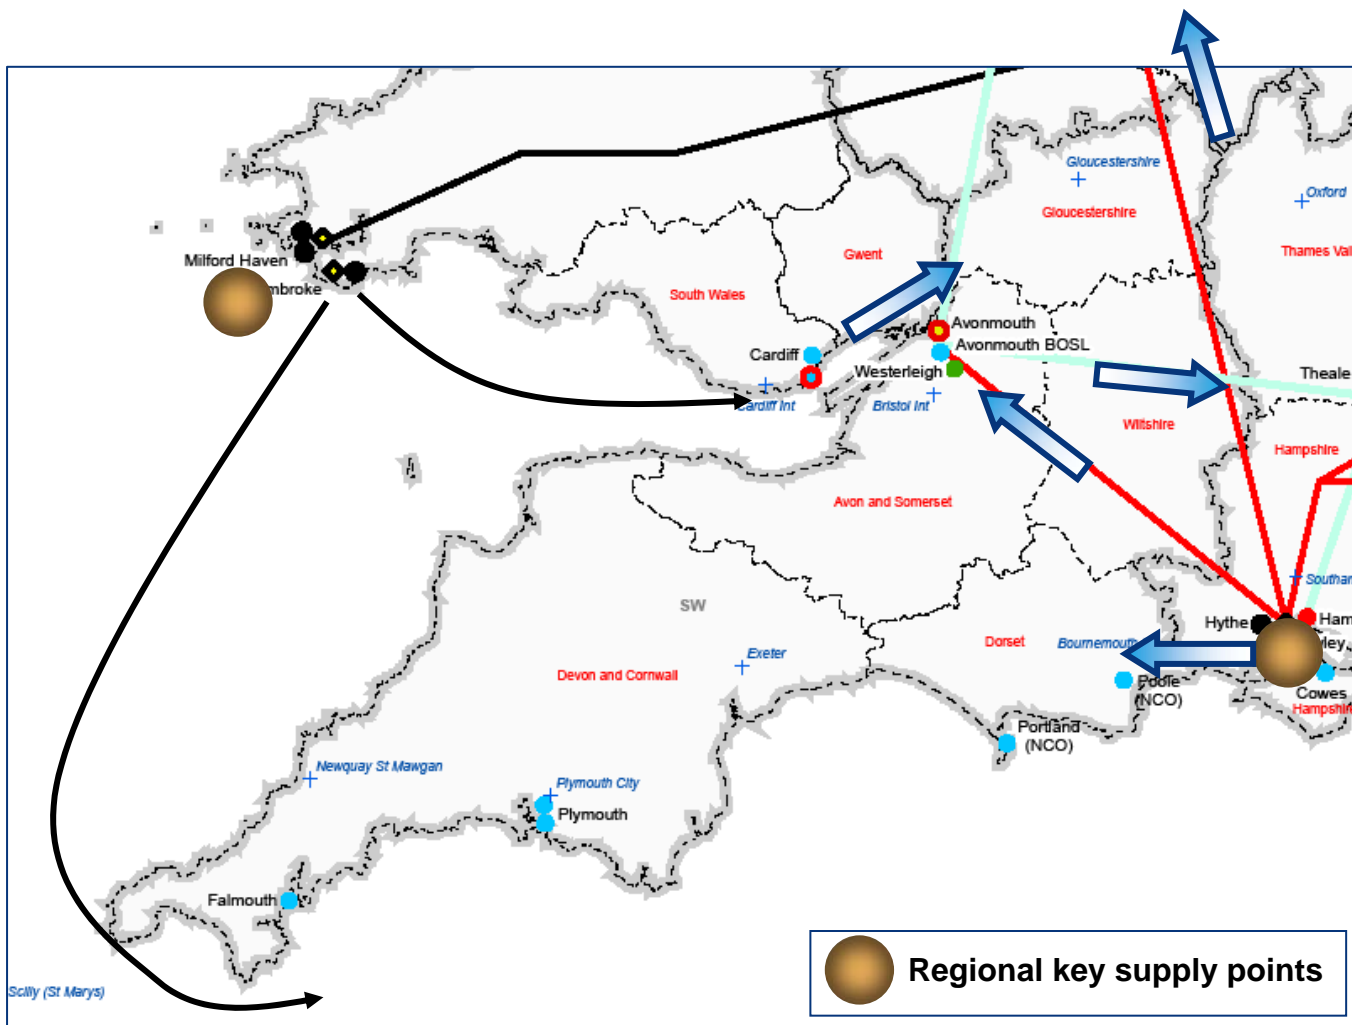 Gloucestershire
Oxford
Gloucestershire
Thames Val
Gwent
Milford Haven
mbroke
South Wales
Avonmouth
Avonmouth BOSL
Cardiff
Westerleigh
Theale
Cardiff Int
Bristol Int
Wiltshire
Hampshire
Avon and Somerset
Southam
SW
Hythe
Ham
ley
Dorset
Bournemouth
Exeter
Devon and Cornwall
Poole
(NCO)
Cowes
Hampshire
Portland
(NCO)
Newquay St Mawgan
Plymouth City
Plymouth
Falmouth
Scilly (St Marys)
Regional key supply points